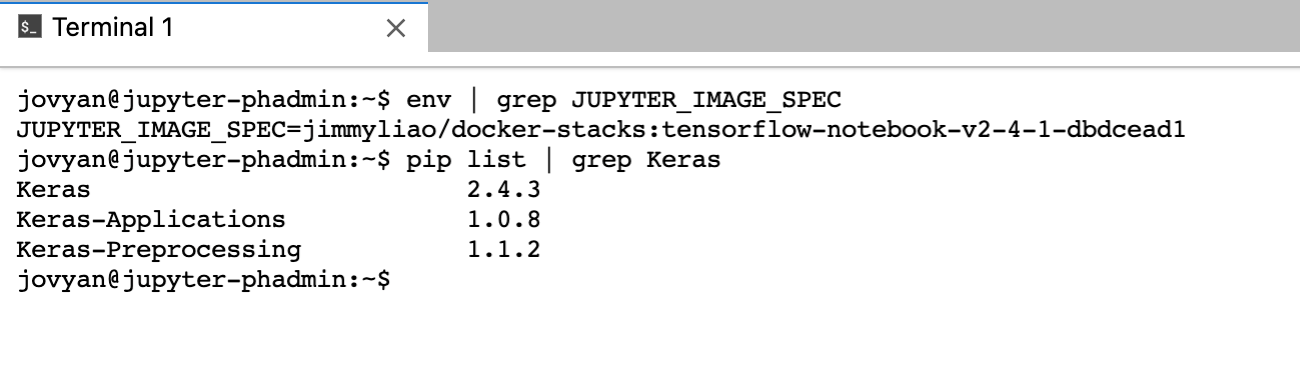 $_ Terminal 1
jovyan@jupyter-phadmin:~$ env | grep JUPYTER_IMAGE_SPEC
JUPYTER_IMAGE_SPEC=jimmyliao/docker-stacks:tensorflow-notebook-v2-4-1-dbdcead1
jovyan@jupyter-phadmin:~$ pip list | grep Keras
Keras 2.4.3
Keras-Applications 1.0.8
Keras-Preprocessing 1.1.2
jovyan@jupyter-phadmin:~$